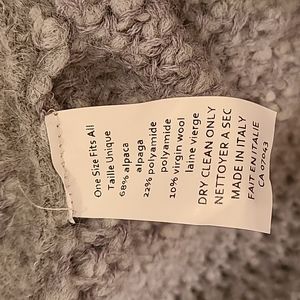 One Size Fits All
Taille Unique
68% alpaca
alpaga
22% polyamide
polyamide
10% virgin wool
laine vierge
DRY CLEAN ONLY
NETTOYER A SEC
MADE IN ITALY
FAIT EN ITALIE
CA 07043